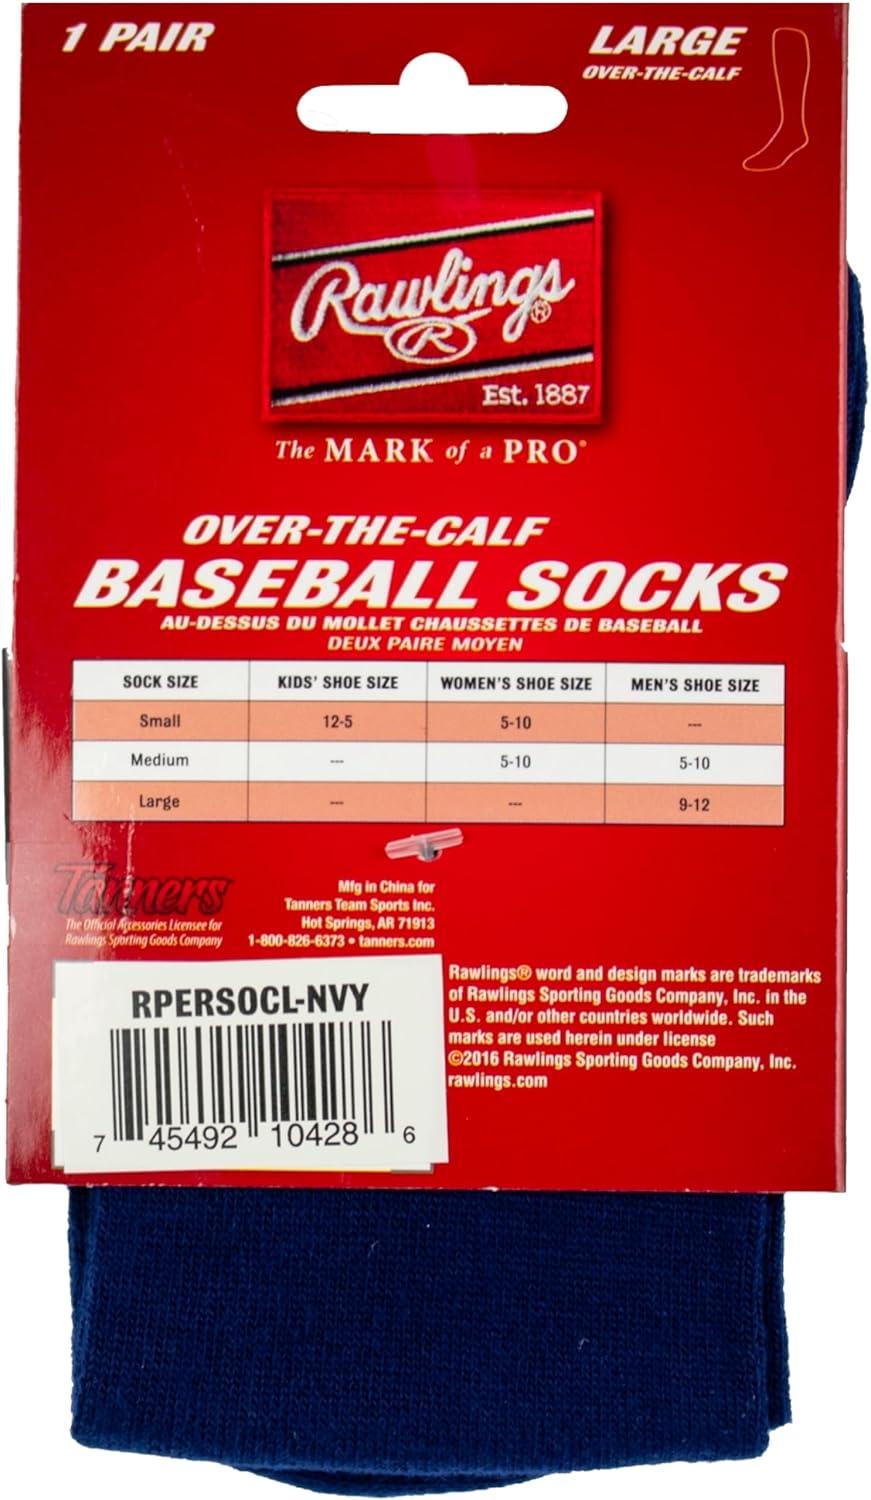 1 PAIR
LARGE
OVER-THE-CALF
Rawlings®
R
Est. 1887
The MARK of a PRO®
OVER-THE-CALF
BASEBALL SOCKS
AU-DESSUS DU MOLLET CHAUSSETTES DE BASEBALL
DEUX PAIRE MOYEN
SOCK SIZE KIDS' SHOE SIZE WOMEN'S SHOE SIZE MEN'S SHOE SIZE
Small 12-5 5-10 ---
Medium --- 5-10 5-10
Large --- --- 9-12
Tanners
The Official Accessories Licensee for
Rawlings Sporting Goods Company
Mfg in China for
Tanners Team Sports Inc.
Hot Springs, AR 71913
1-800-826-6373 • tanners.com
RPERSOCL-NVY
7 45492 10428 6
Rawlings® word and design marks are trademarks
of Rawlings Sporting Goods Company, Inc. in the
U.S. and/or other countries worldwide. Such
marks are used herein under license
©2016 Rawlings Sporting Goods Company, Inc.
rawlings.com